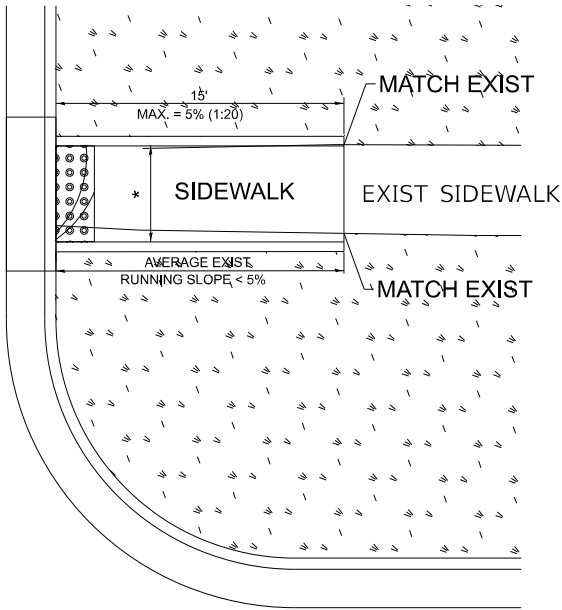 15'
MAX. = 5% (1:20)
MATCH EXIST
*
SIDEWALK
EXIST SIDEWALK
AVERAGE EXIST
RUNNING SLOPE < 5%
MATCH EXIST